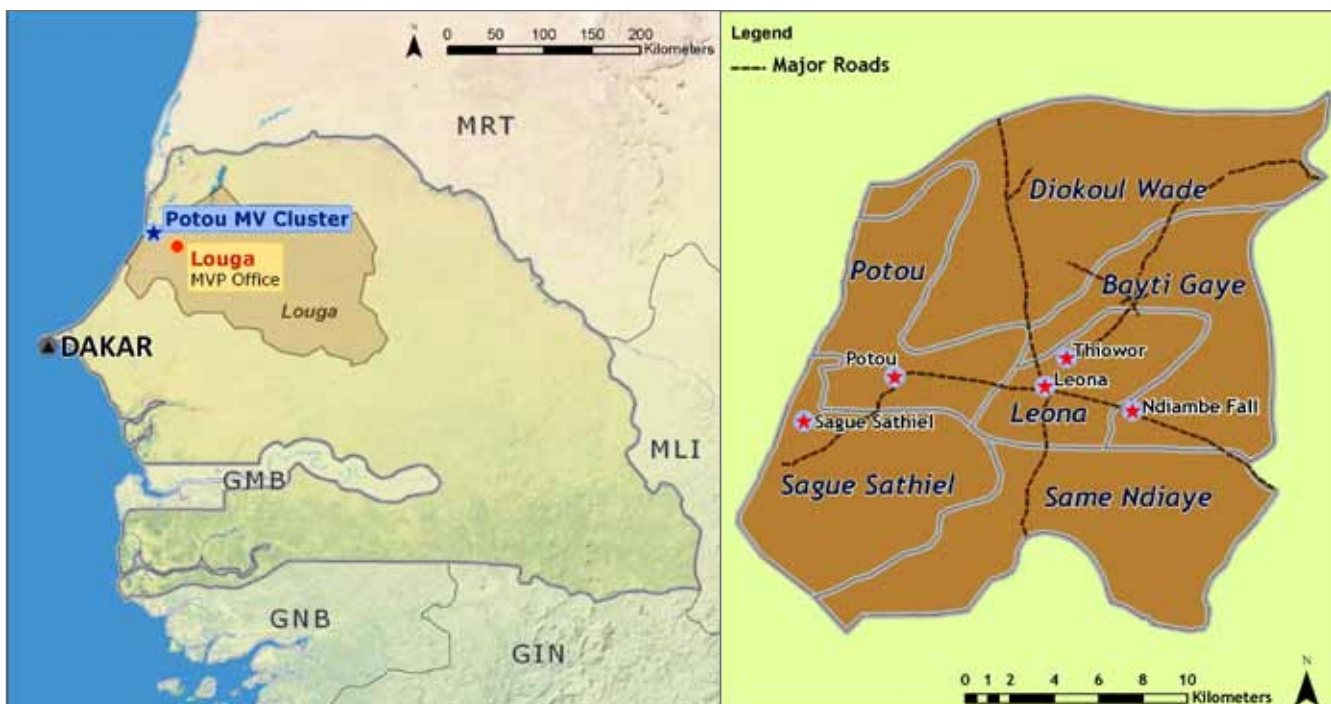 N
0 50 100 150 200
Kilometers
MRT
Potou MV Cluster
Louga
MVP Office
Louga
DAKAR
GMB
MLI
GNB
GIN
Legend
Major Roads
Diokoul Wade
Potou
Bayti Gaye
Thiowor
Potou
Leona
Leona
Ndiambe Fall
Sague Sathiel
Sague Sathiel
Same Ndiaye
N
0 1 2 4 6 8 10
Kilometers